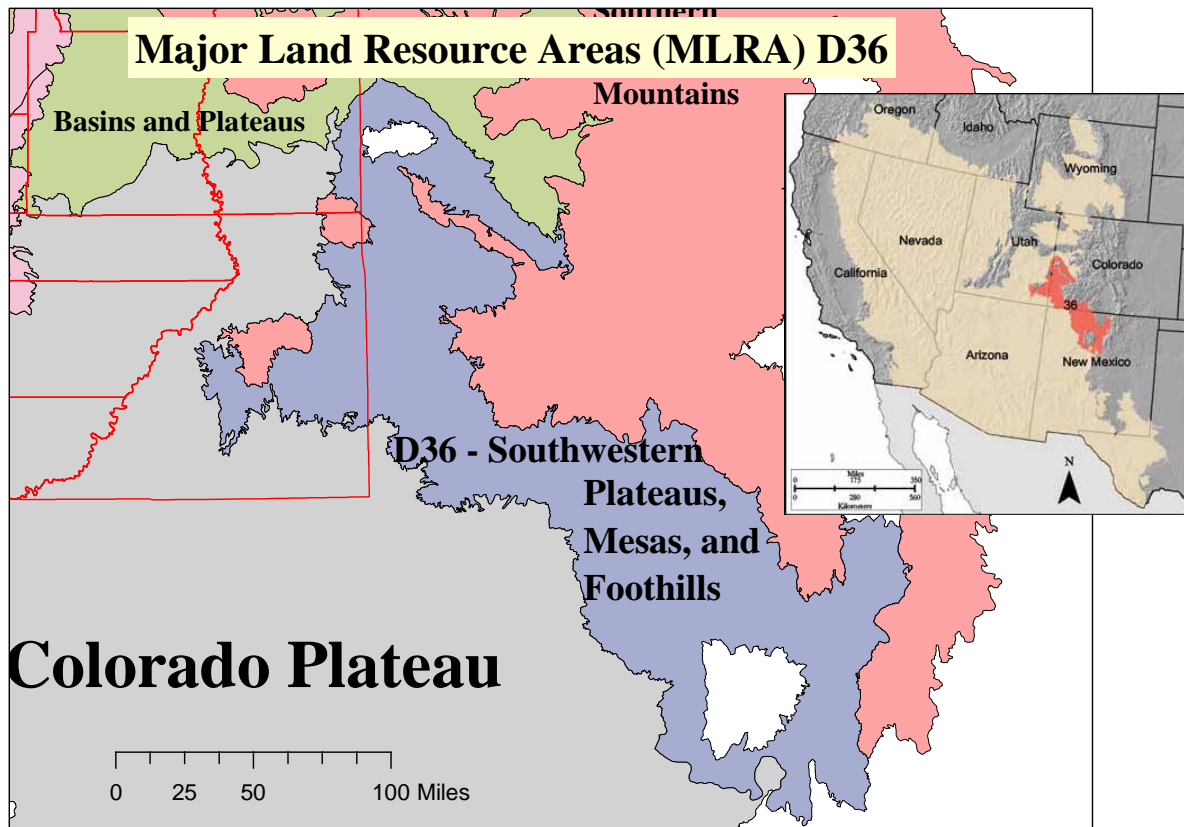 Southern
Major Land Resource Areas (MLRA) D36
Mountains
Basins and Plateaus
Oregon
Idaho
Wyoming
Nevada
Utah
Colorado
California
36
Arizona
New Mexico
N
Miles
0 175 350
0 280 560
Kilometers
D36 - Southwestern
Plateaus,
Mesas, and
Foothills
Colorado Plateau
0 25 50 100 Miles